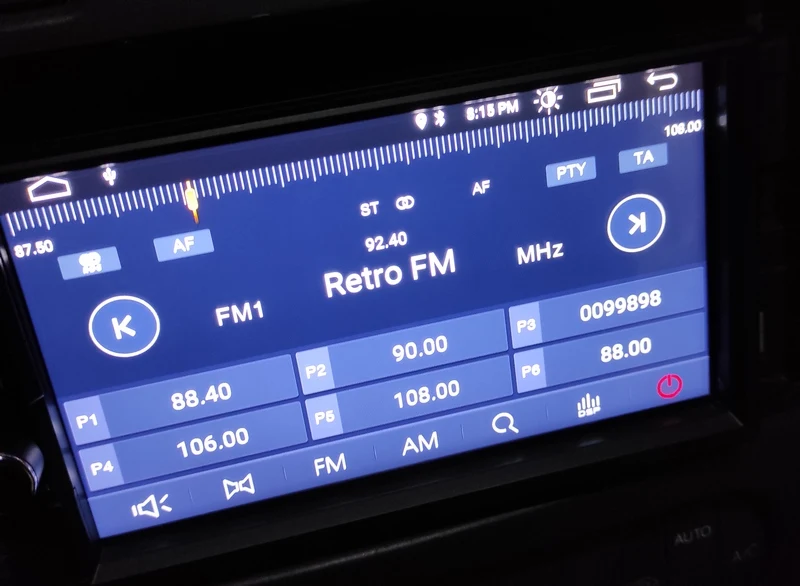 8:15 PM
108.00
87.50
AF
ST
AF
PTY
TA
92.40
FM1
Retro FM
MHz
P1 88.40
P2 90.00
P3 0099898
P4 106.00
P5 108.00
P6 88.00
FM
AM
DSP
AUTO
A/C